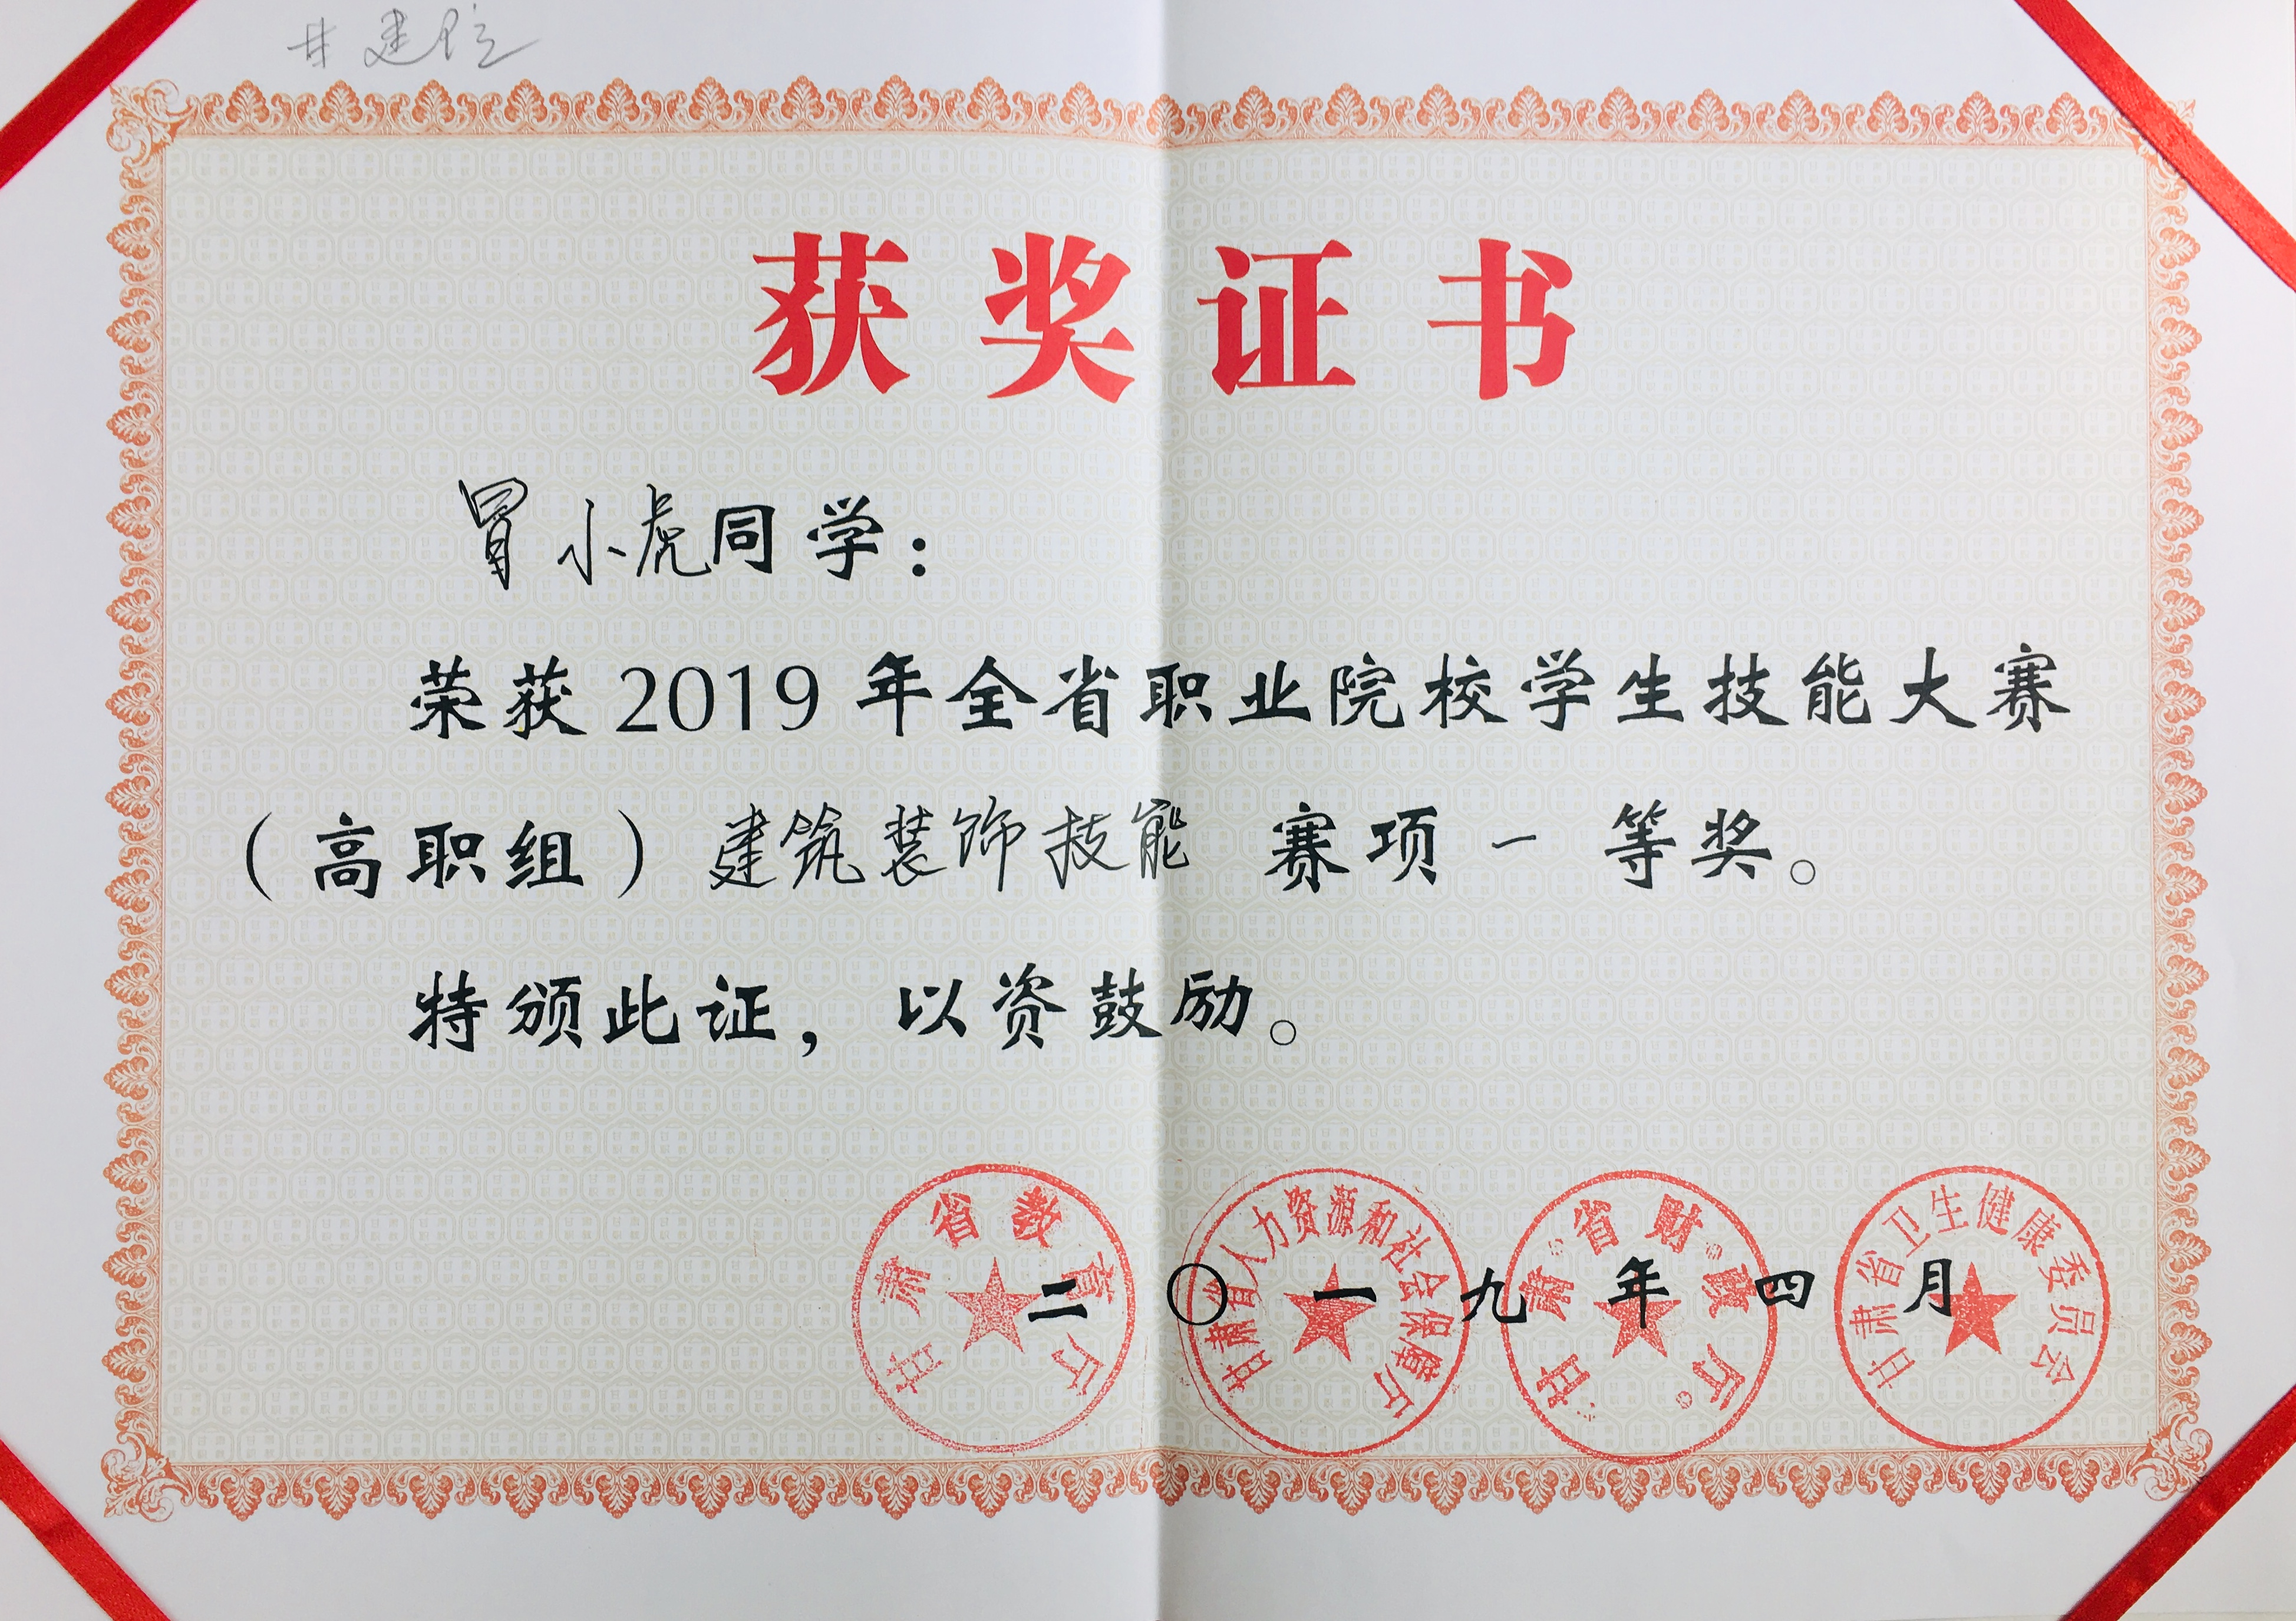 甘建院
获奖证书
冒小虎同学：
荣获2019年全省职业院校学生技能大赛
（高职组）建筑装饰技能赛项一等奖。
特颁此证，以资鼓励。
二〇一九年四月
甘肃省教育厅
甘肃省人力资源和社会保障厅
甘肃省财政厅
甘肃省卫生健康委员会